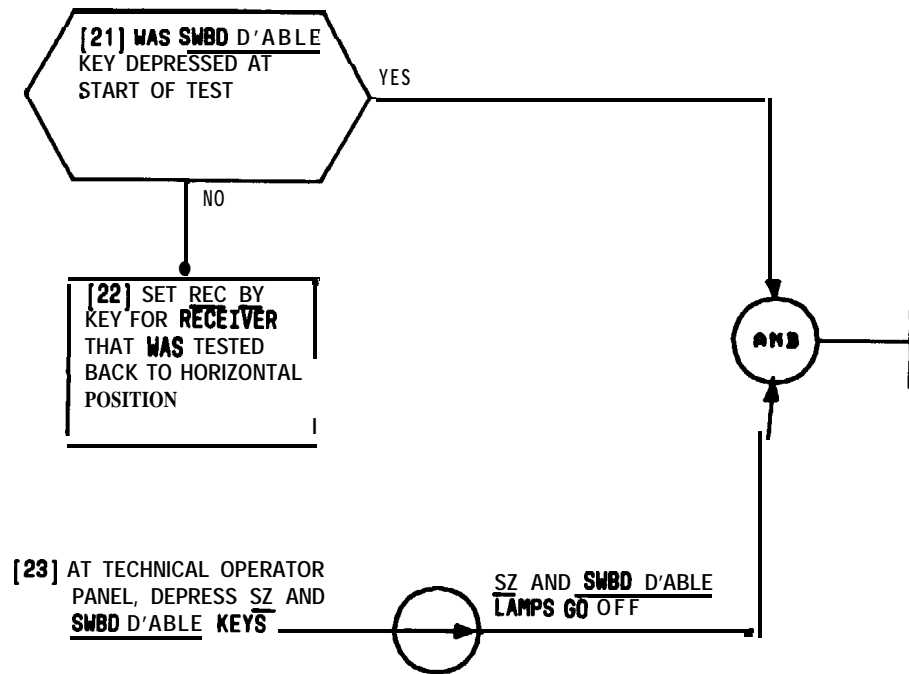 [21] WAS SWBD D'ABLE
KEY DEPRESSED AT
START OF TEST
YES
NO
[22] SET REC BY
KEY FOR RECEIVER
THAT WAS TESTED
BACK TO HORIZONTAL
POSITION
AND
[23] AT TECHNICAL OPERATOR
PANEL, DEPRESS SZ AND
SWBD D'ABLE KEYS
SZ AND SWBD D'ABLE
LAMPS GO OFF